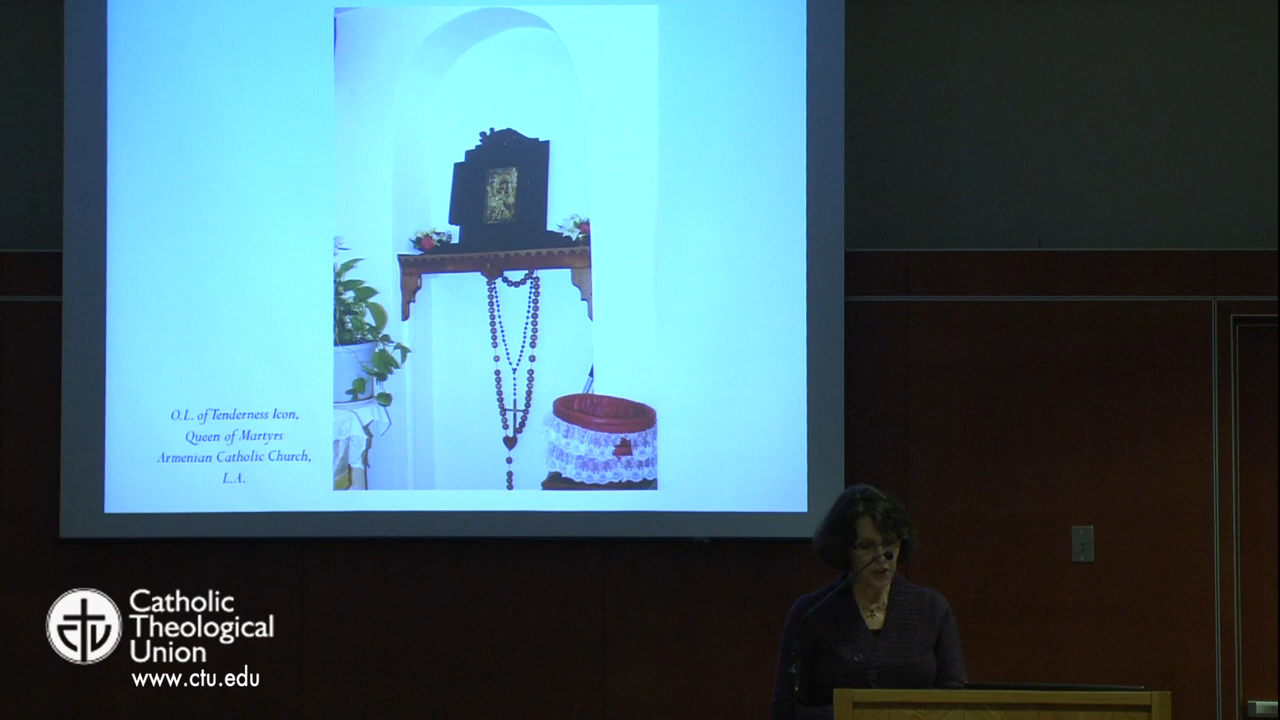 O.L. of Tenderness Icon,
Queen of Martyrs
Armenian Catholic Church,
L.A.
Catholic
Theological
Union
www.ctu.edu